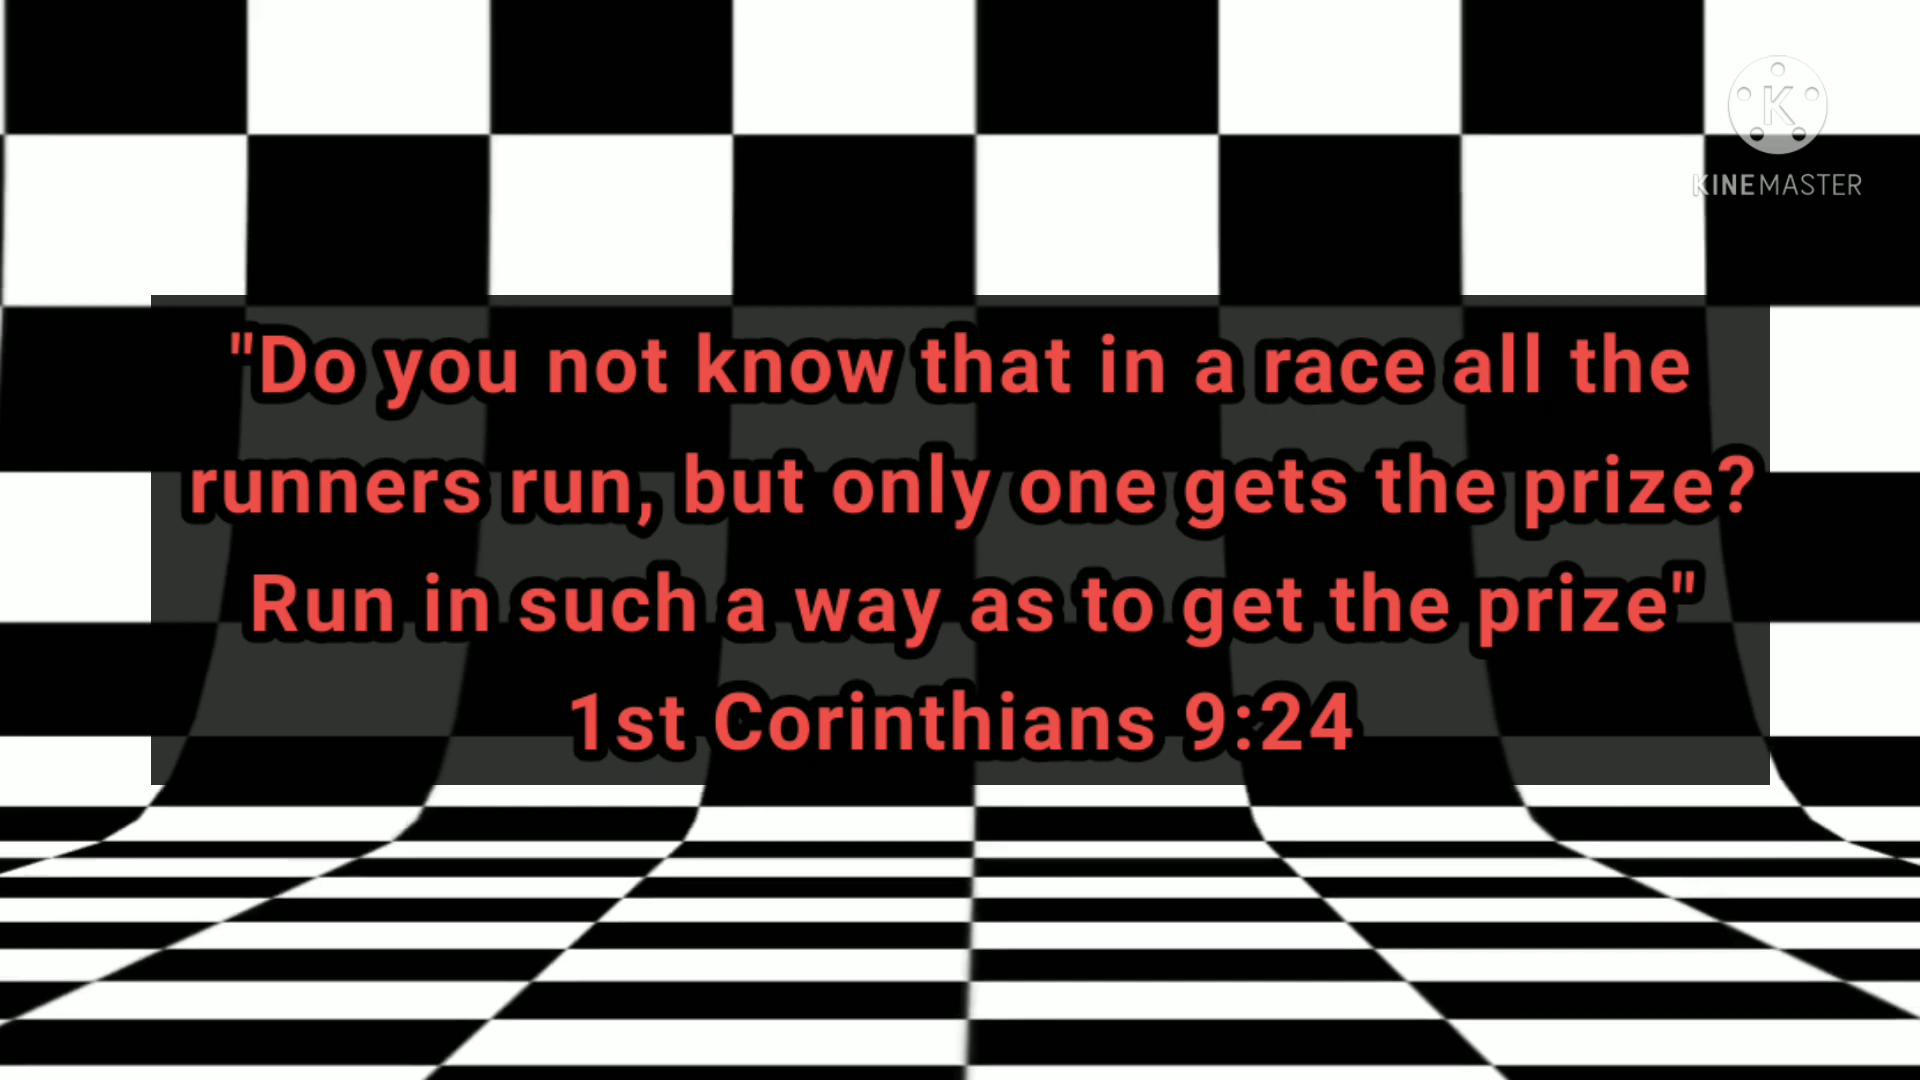 K
KINEMASTER
"Do you not know that in a race all the
runners run, but only one gets the prize?
Run in such a way as to get the prize"
1st Corinthians 9:24